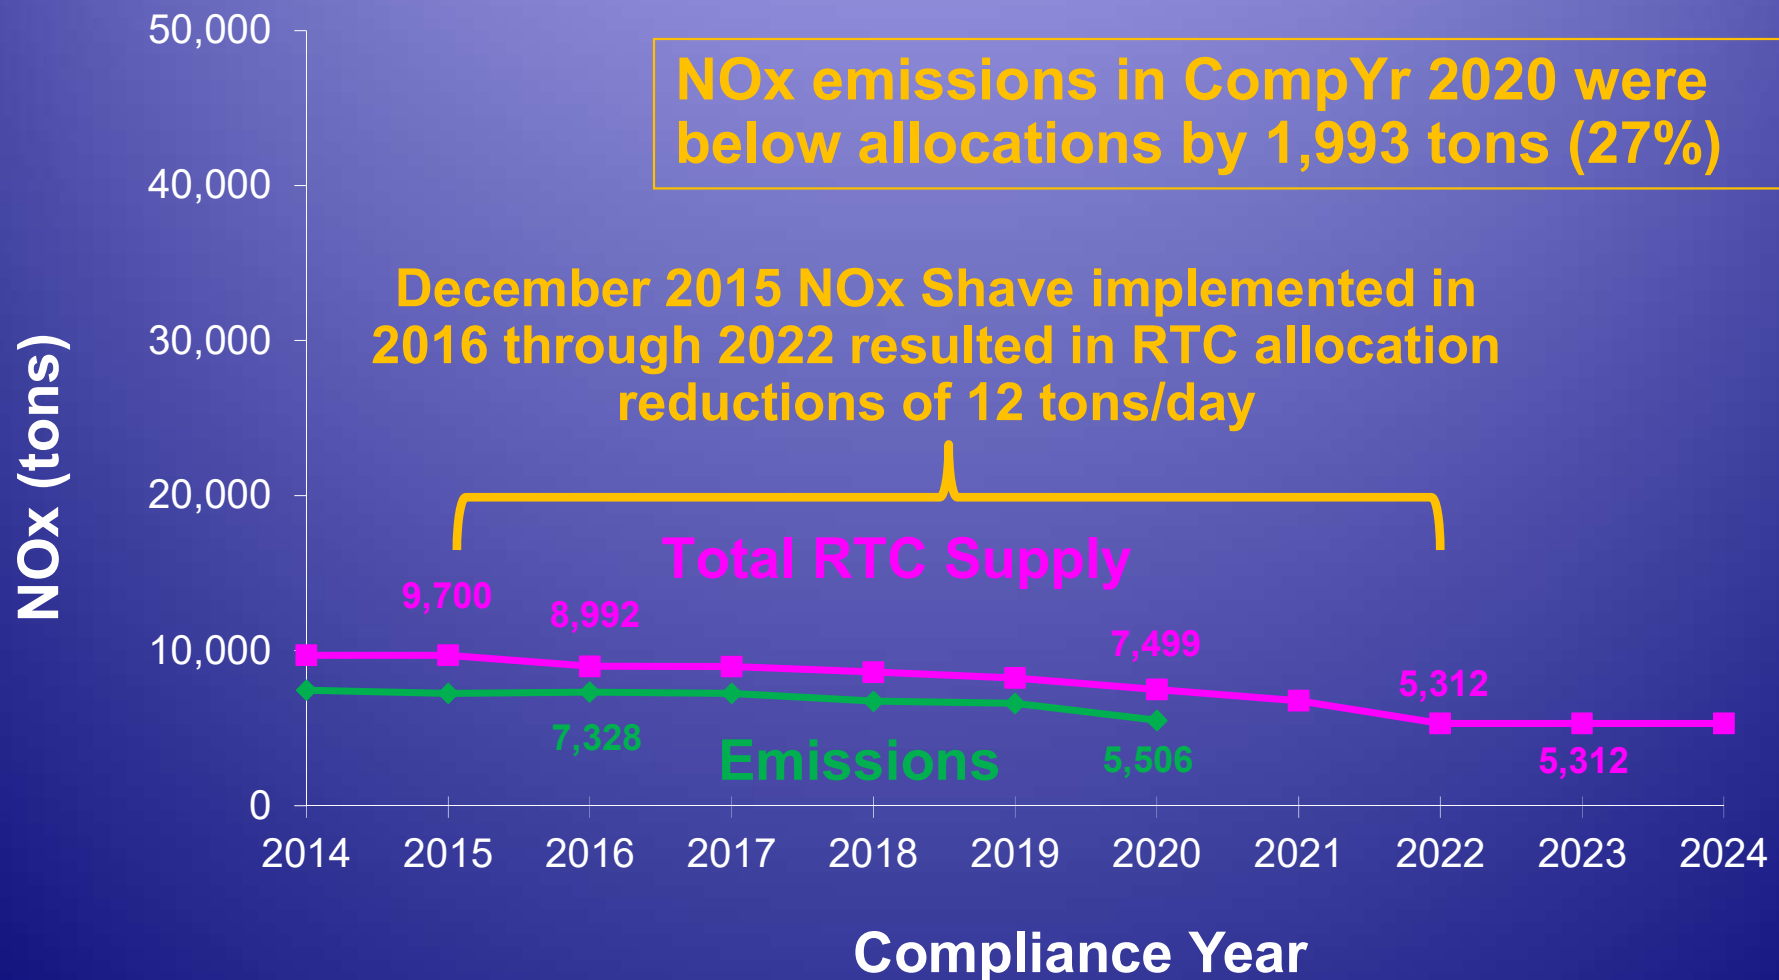 50,000
40,000
30,000
20,000
10,000
0
NOx (tons)
NOx emissions in CompYr 2020 were
below allocations by 1,993 tons (27%)
December 2015 NOx Shave implemented in
2016 through 2022 resulted in RTC allocation
reductions of 12 tons/day
Total RTC Supply
9,700
8,992
7,499
5,312
5,312
7,328
Emissions
5,506
2014 2015 2016 2017 2018 2019 2020 2021 2022 2023 2024
Compliance Year